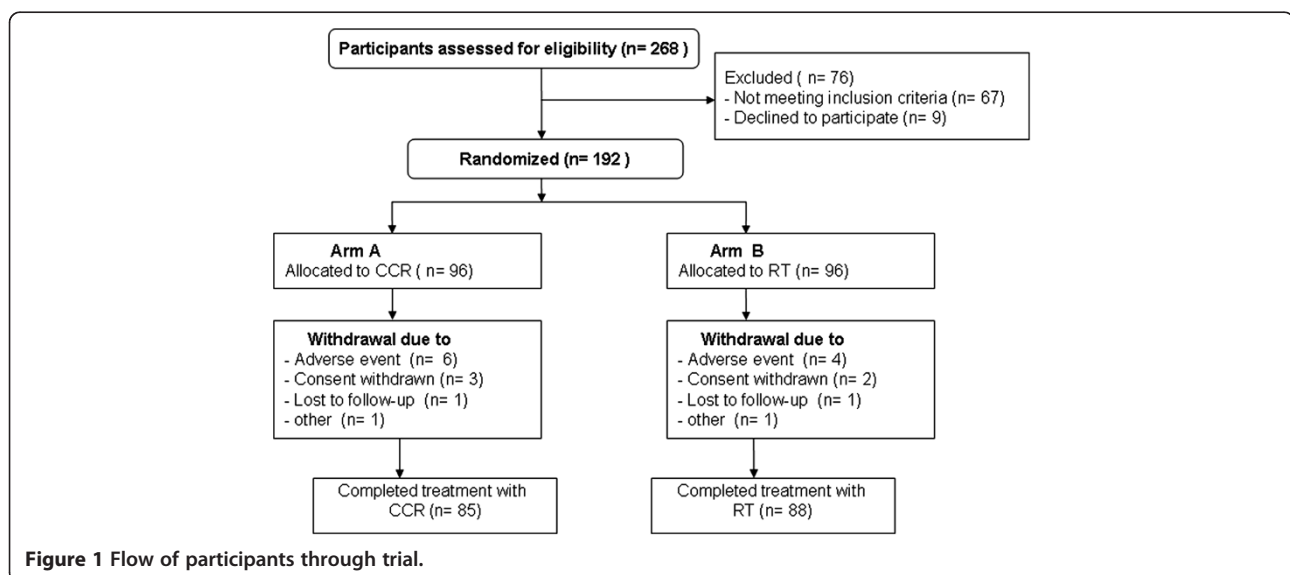 Participants assessed for eligibility (n= 268 )
Excluded ( n= 76)
- Not meeting inclusion criteria (n= 67)
- Declined to participate (n= 9)
Randomized (n= 192 )
Arm A
Allocated to CCR ( n= 96)
Arm B
Allocated to RT (n= 96)
Withdrawal due to
- Adverse event (n= 6)
- Consent withdrawn (n= 3)
- Lost to follow-up (n= 1)
- other (n= 1)
Withdrawal due to
- Adverse event (n= 4)
- Consent withdrawn (n= 2)
- Lost to follow-up (n= 1)
- other (n= 1)
Completed treatment with
CCR (n= 85)
Completed treatment with
RT (n= 88)
Figure 1 Flow of participants through trial.